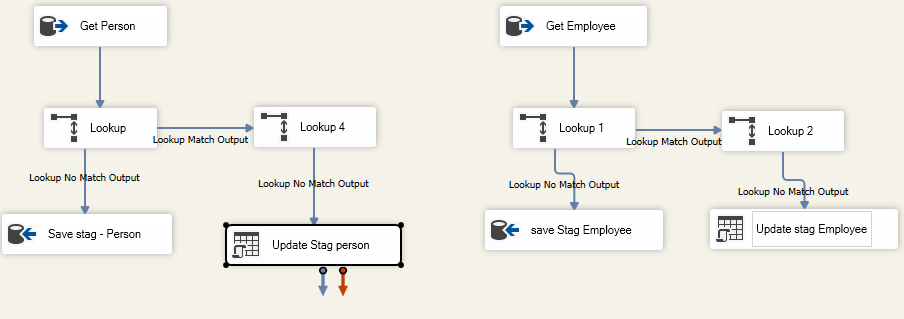 Get Person
Get Employee
Lookup
Lookup Match Output
Lookup 4
Lookup 1
Lookup Match Output
Lookup 2
Lookup No Match Output
Lookup No Match Output
Lookup No Match Output
Lookup No Match Output
Save stag - Person
Update Stag person
save Stag Employee
Update stag Employee